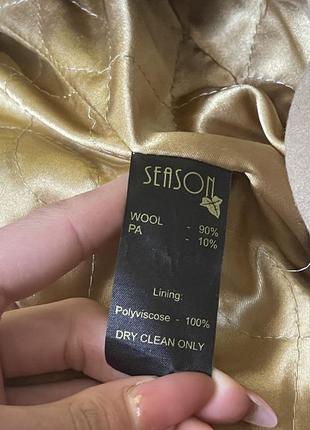 SEASON
WOOL - 90%
PA - 10%
Lining:
Polyviscose - 100%
DRY CLEAN ONLY